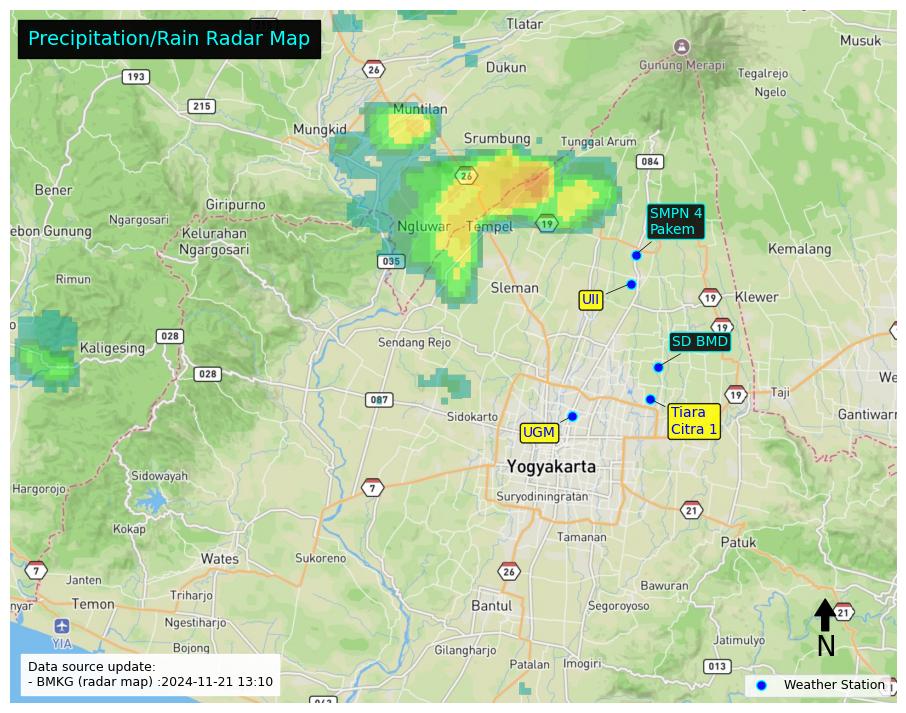 Precipitation/Rain Radar Map
Tlatar
Musuk
26
193
Dukun
Gunung Merapi
Tegalrejo
Ngelo
215
Muntilan
Mungkid
Srumbung
Tunggal Arum
084
26
Bener
Giripurno
SMPN 4
Pakem
Ngargosari
Ngluwar
Tempel
19
ebon Gunung
Kelurahan
Ngargosari
Kemalang
035
Rimun
Sleman
UII
19
Klewer
19
028
Sendang Rejo
SD BMD
Kaligesing
028
We
087
19
Taji
Sidokarto
Tiara
Citra 1
Gantiwarn
UGM
Yogyakarta
Sidowayah
Hargorojo
7
Suryodiningratan
21
Kokap
Tamanan
Patuk
Wates
Sukoreno
7
26
Janten
Bawuran
Triharjo
nyar
Temon
Bantul
Segoroyoso
21
Ngestiharjo
YIA
N
Bojong
Gilangharjo
Jatimulyo
Data source update:
- BMKG (radar map) :2024-11-21 13:10
Patalan
Imogiri
013
Weather Station